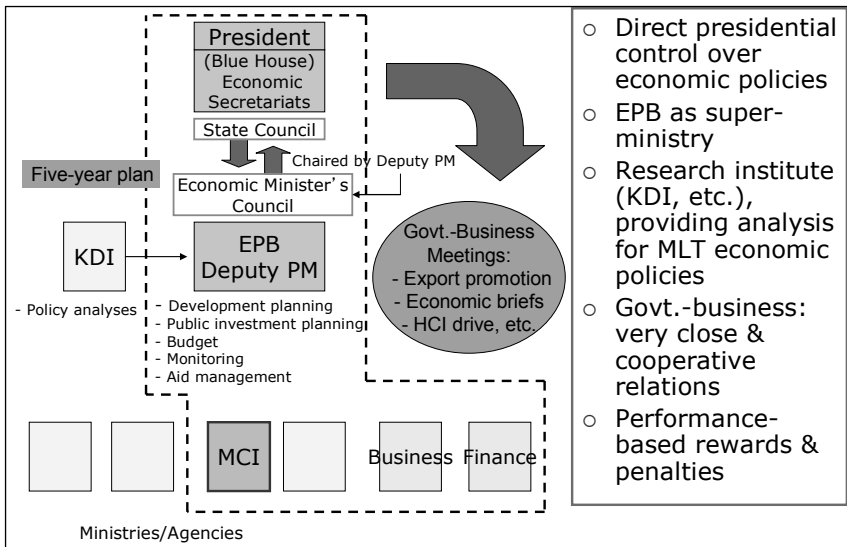 President
(Blue House)
Economic
Secretariats
State Council
Chaired by Deputy PM
Five-year plan
Economic Minister's
Council
KDI
EPB
Deputy PM
- Policy analyses
- Development planning
- Public investment planning
- Budget
- Monitoring
- Aid management
Govt.-Business
Meetings:
- Export promotion
- Economic briefs
- HCI drive, etc.
MCI
Business
Finance
Ministries/Agencies
○ Direct presidential
control over
economic policies
○ EPB as super-
ministry
○ Research institute
(KDI, etc.),
providing analysis
for MLT economic
policies
○ Govt.-business:
very close &
cooperative
relations
○ Performance-
based rewards &
penalties